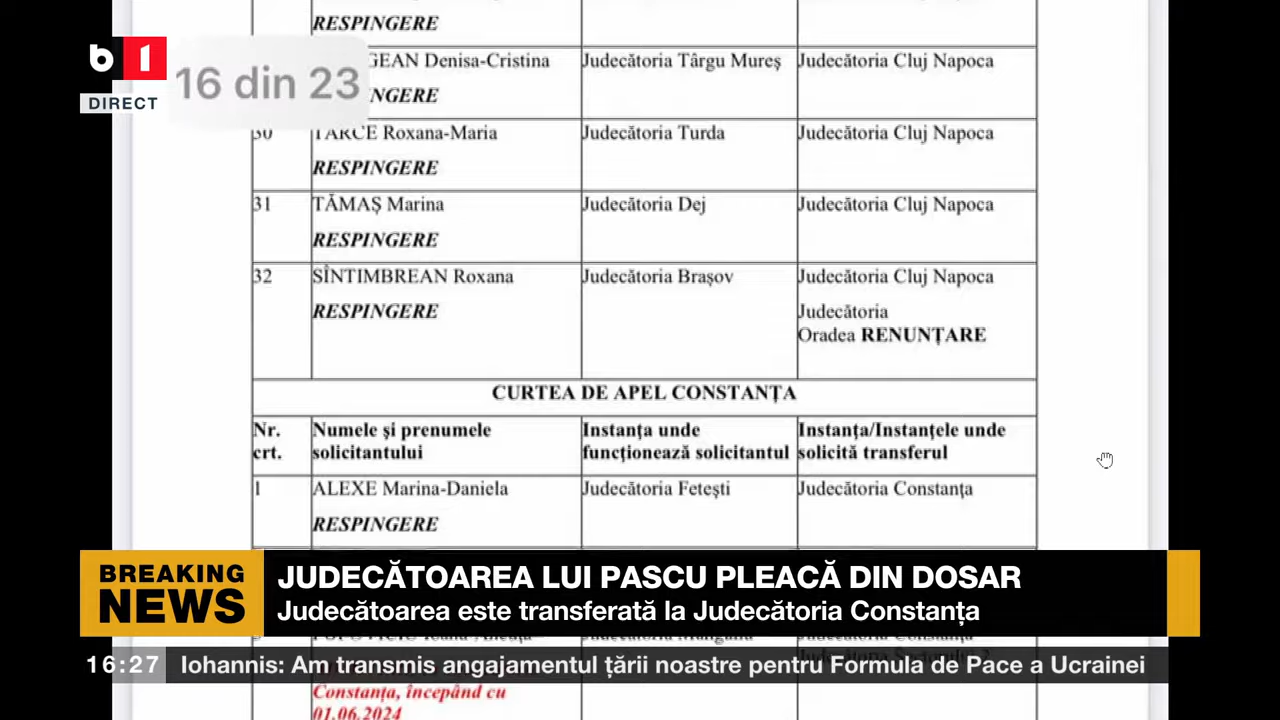 RESPINGERE
b 1
DIRECT
16 din 23
GEAN Denisa-Cristina Judecătoria Târgu Mureș Judecătoria Cluj Napoca
NGERE
30 TARCE Roxana-Maria Judecătoria Turda Judecătoria Cluj Napoca
RESPINGERE
31 TĂMAȘ Marina Judecătoria Dej Judecătoria Cluj Napoca
RESPINGERE
32 SÎNTIMBREAN Roxana Judecătoria Brașov Judecătoria Cluj Napoca
RESPINGERE Judecătoria
Oradea RENUNȚARE
CURTEA DE APEL CONSTANȚA
Nr. Numele și prenumele Instanța unde Instanța/Instanțele unde
crt. solicitantului funcționează solicitantul solicită transferul
1 ALEXE Marina-Daniela Judecătoria Fetești Judecătoria Constanța
RESPINGERE
BREAKING
NEWS
JUDECĂTOAREA LUI PASCU PLEACĂ DIN DOSAR
Judecătoarea este transferată la Judecătoria Constanța
16:27 Iohannis: Am transmis angajamentul țării noastre pentru Formula de Pace a Ucrainei
Constanța, începând cu
01.06.2024